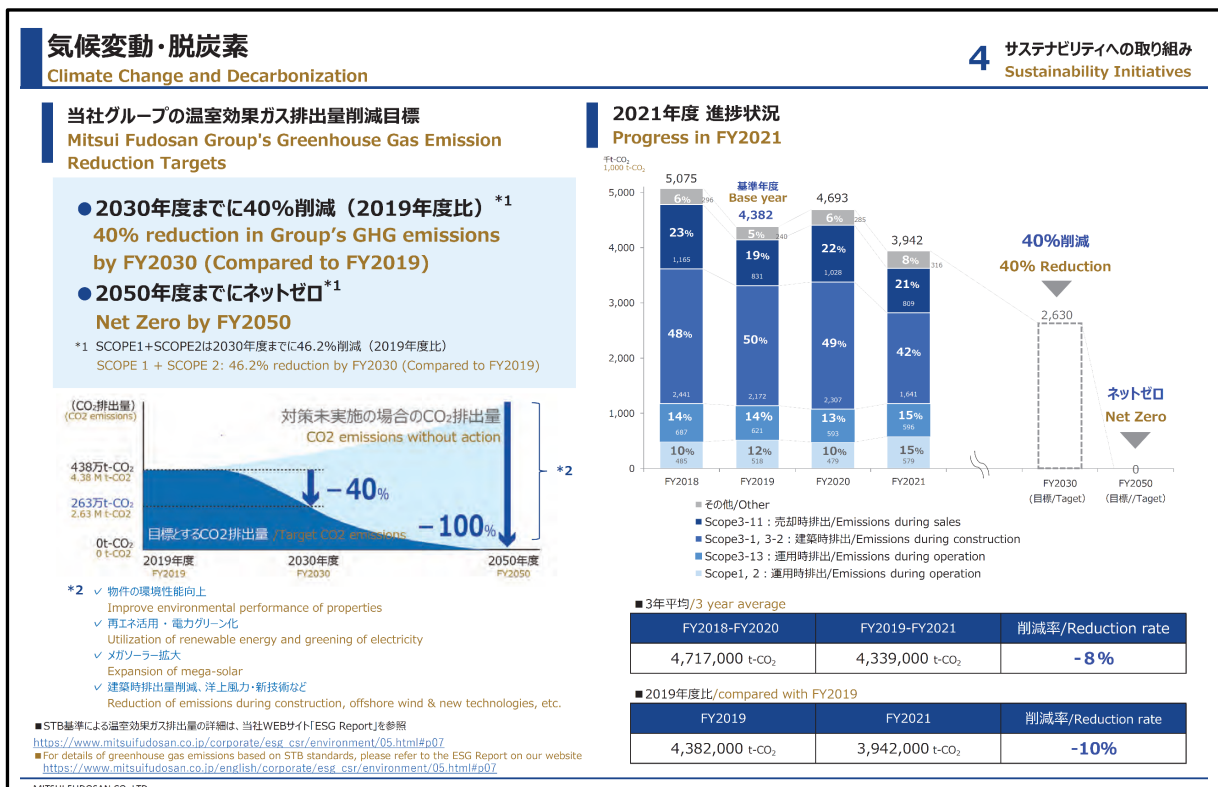 気候変動・脱炭素
Climate Change and Decarbonization
4 サステナビリティへの取り組み
Sustainability Initiatives
当社グループの温室効果ガス排出量削減目標
Mitsui Fudosan Group's Greenhouse Gas Emission
Reduction Targets
●2030年度までに40%削減（2019年度比）*1
40% reduction in Group's GHG emissions
by FY2030 (Compared to FY2019)
●2050年度までにネットゼロ*1
Net Zero by FY2050
*1 SCOPE1+SCOPE2は2030年度までに46.2%削減（2019年度比）
SCOPE 1 + SCOPE 2: 46.2% reduction by FY2030 (Compared to FY2019)
(CO₂排出量)
(CO2 emissions)
対策未実施の場合のCO₂排出量
CO2 emissions without action
*2
438万t-CO₂
4.38 M t-CO2
－40%
263万t-CO₂
2.63 M t-CO2
－100%
目標とするCO2排出量 /Target CO2 emissions
0t-CO₂
0 t-CO2
2019年度 2030年度 2050年度
FY2019 FY2030 FY2050
*2 ✓ 物件の環境性能向上
Improve environmental performance of properties
✓ 再エネ活用・電力グリーン化
Utilization of renewable energy and greening of electricity
✓ メガソーラー拡大
Expansion of mega-solar
✓ 建築時排出量削減、洋上風力・新技術など
Reduction of emissions during construction, offshore wind & new technologies, etc.
■STB基準による温室効果ガス排出量の詳細は、当社WEBサイト「ESG Report」を参照
https://www.mitsuifudosan.co.jp/corporate/esg_csr/environment/05.html#p07
■For details of greenhouse gas emissions based on STB standards, please refer to the ESG Report on our website
https://www.mitsuifudosan.co.jp/english/corporate/esg_csr/environment/05.html#p07
2021年度 進捗状況
Progress in FY2021
千t-CO₂
1,000 t-CO₂
5,000
4,000
3,000
2,000
1,000
0
5,075
6% 296
23%
1,165
48%
2,441
14%
687
10%
485
FY2018
基準年度
Base year
4,382
5% 240
19%
831
50%
2,172
14%
621
12%
518
FY2019
4,693
6% 285
22%
1,028
49%
2,307
13%
593
10%
479
FY2020
3,942
8% 316
21%
809
42%
1,641
15%
596
15%
579
FY2021
40%削減
40% Reduction
2,630
FY2030
(目標/Taget)
ネットゼロ
Net Zero
0
FY2050
(目標//Taget)
■その他/Other
■Scope3-11：売却時排出/Emissions during sales
■Scope3-1, 3-2：建築時排出/Emissions during construction
■Scope3-13：運用時排出/Emissions during operation
■Scope1, 2：運用時排出/Emissions during operation
■3年平均/3 year average
FY2018-FY2020 FY2019-FY2021 削減率/Reduction rate
4,717,000 t-CO₂ 4,339,000 t-CO₂ -8%
■2019年度比/compared with FY2019
FY2019 FY2021 削減率/Reduction rate
4,382,000 t-CO₂ 3,942,000 t-CO₂ -10%